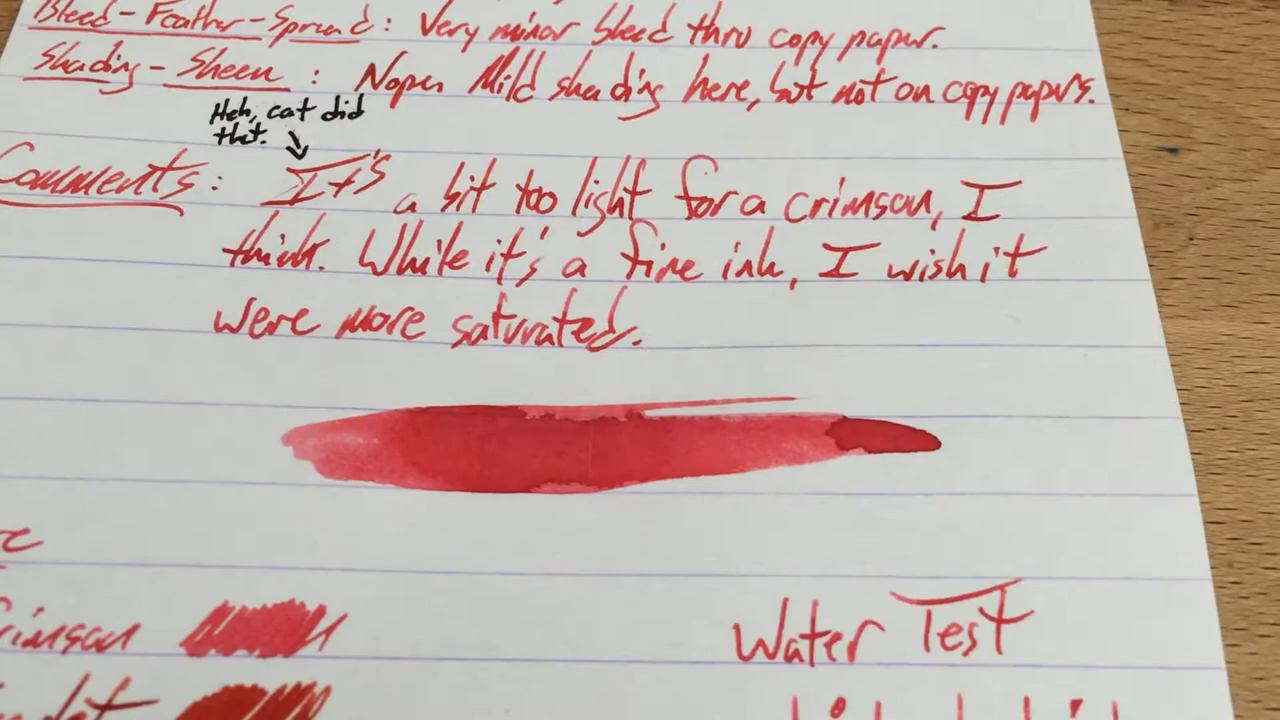 Bleed-Feather-Spread: Very minor bleed thru copy paper.
Shading-Sheen: Nope. Mild shading here, but not on copy papers.
Heh, cat did
that.
Comments: It's a bit too light for a crimson, I
think. While it's a fine ink, I wish it
were more saturated.
Crimson
Water Test